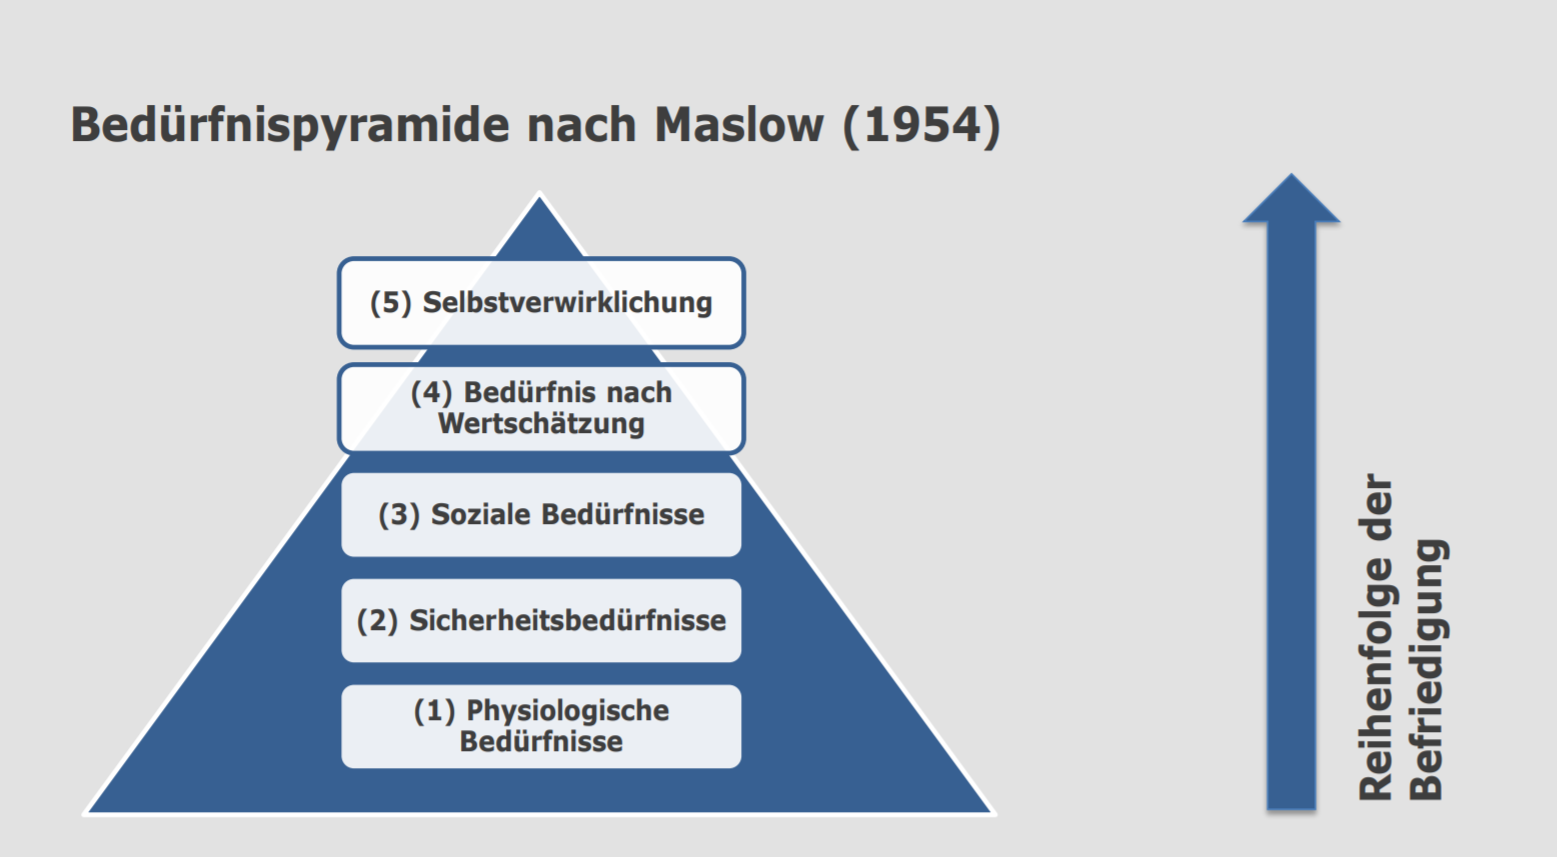 Bedürfnispyramide nach Maslow (1954)
(5) Selbstverwirklichung
(4) Bedürfnis nach
Wertschätzung
(3) Soziale Bedürfnisse
(2) Sicherheitsbedürfnisse
(1) Physiologische
Bedürfnisse
Reihenfolge der
Befriedigung